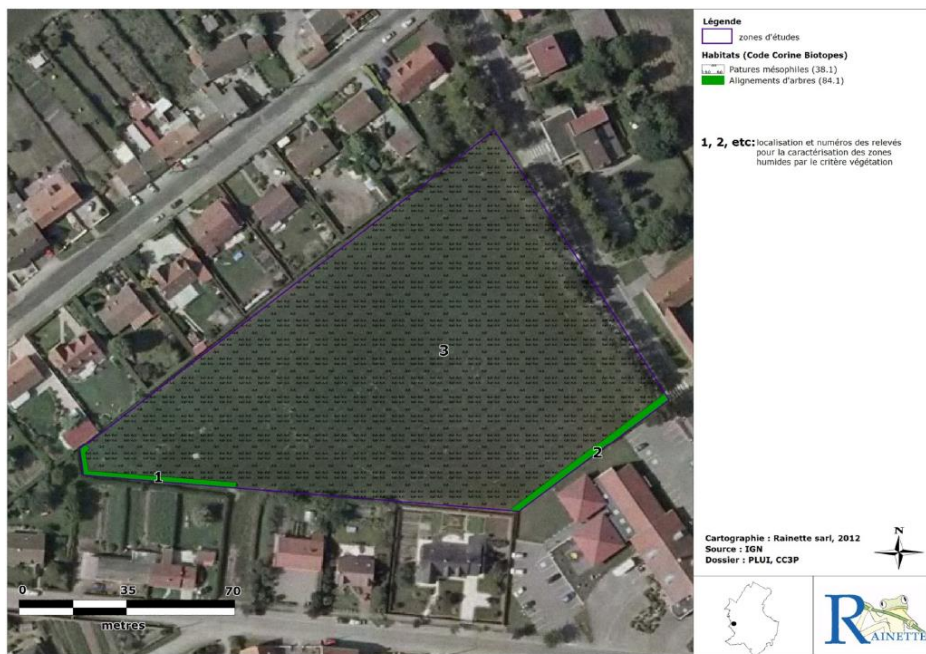 Légende
zones d'études
Habitats (Code Corine Biotopes)
Patures mésophiles (38.1)
Alignements d'arbres (84.1)
1, 2, etc: localisation et numéros des relevés
pour la caractérisation des zones
humides par le critère végétation
3
1
2
0 35 70
metres
Cartographie : Rainette sarl, 2012
Source : IGN
Dossier : PLUI, CC3P
N
RAINETTE